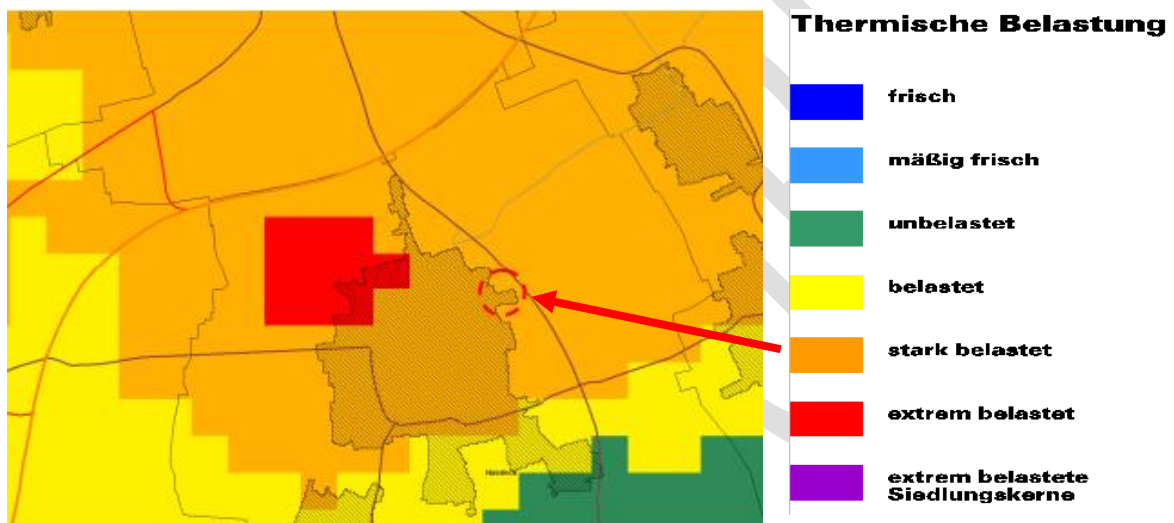 Thermische Belastung
frisch
mäßig frisch
unbelastet
belastet
stark belastet
extrem belastet
extrem belastete
Siedlungskerne